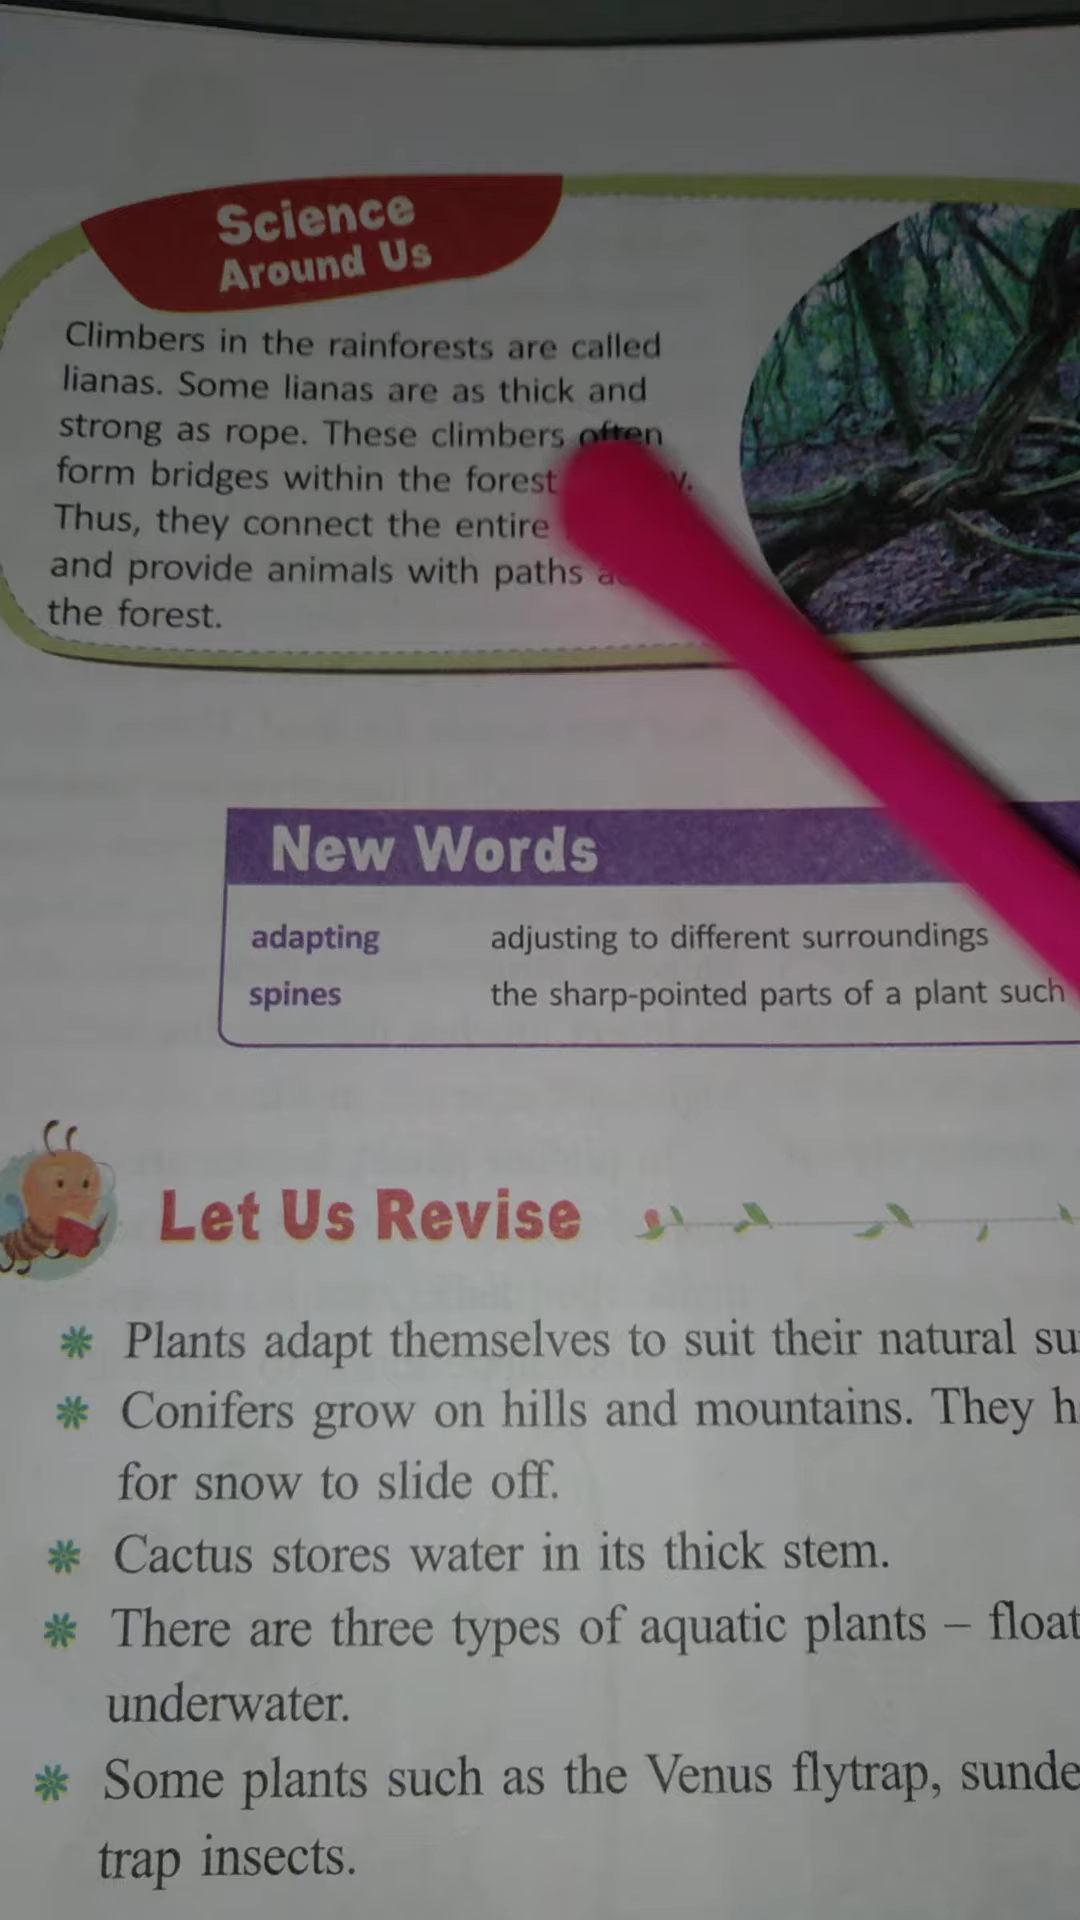 Science
Around Us
Climbers in the rainforests are called
lianas. Some lianas are as thick and
strong as rope. These climbers often
form bridges within the forest
Thus, they connect the entire
and provide animals with paths
the forest.
New Words
adapting adjusting to different surroundings
spines the sharp-pointed parts of a plant such
Let Us Revise
Plants adapt themselves to suit their natural
Conifers grow on hills and mountains. They
for snow to slide off.
Cactus stores water in its thick stem.
There are three types of aquatic plants –
underwater.
Some plants such as the Venus flytrap,
trap insects.